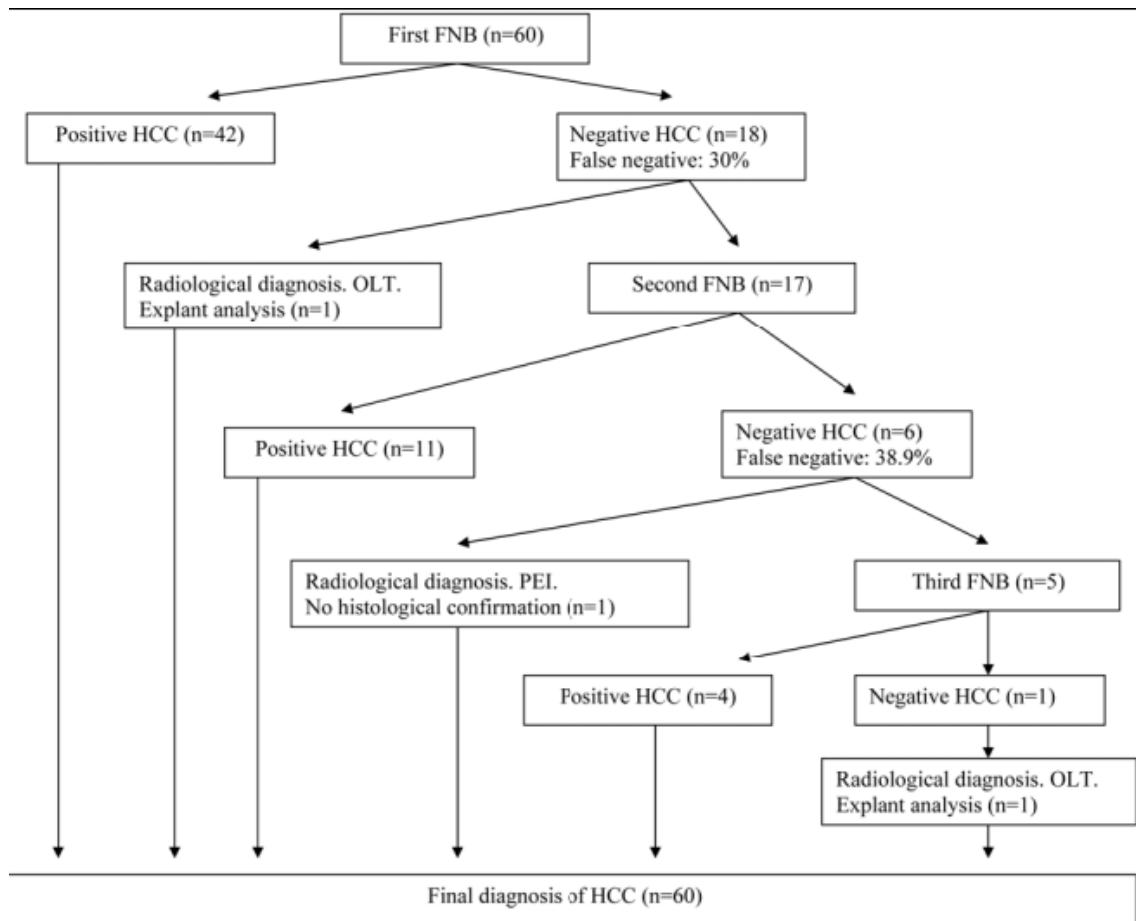 First FNB (n=60)
Positive HCC (n=42)
Negative HCC (n=18)
False negative: 30%
Radiological diagnosis. OLT.
Explant analysis (n=1)
Second FNB (n=17)
Positive HCC (n=11)
Negative HCC (n=6)
False negative: 38.9%
Radiological diagnosis. PEI.
No histological confirmation (n=1)
Third FNB (n=5)
Positive HCC (n=4)
Negative HCC (n=1)
Radiological diagnosis. OLT.
Explant analysis (n=1)
Final diagnosis of HCC (n=60)